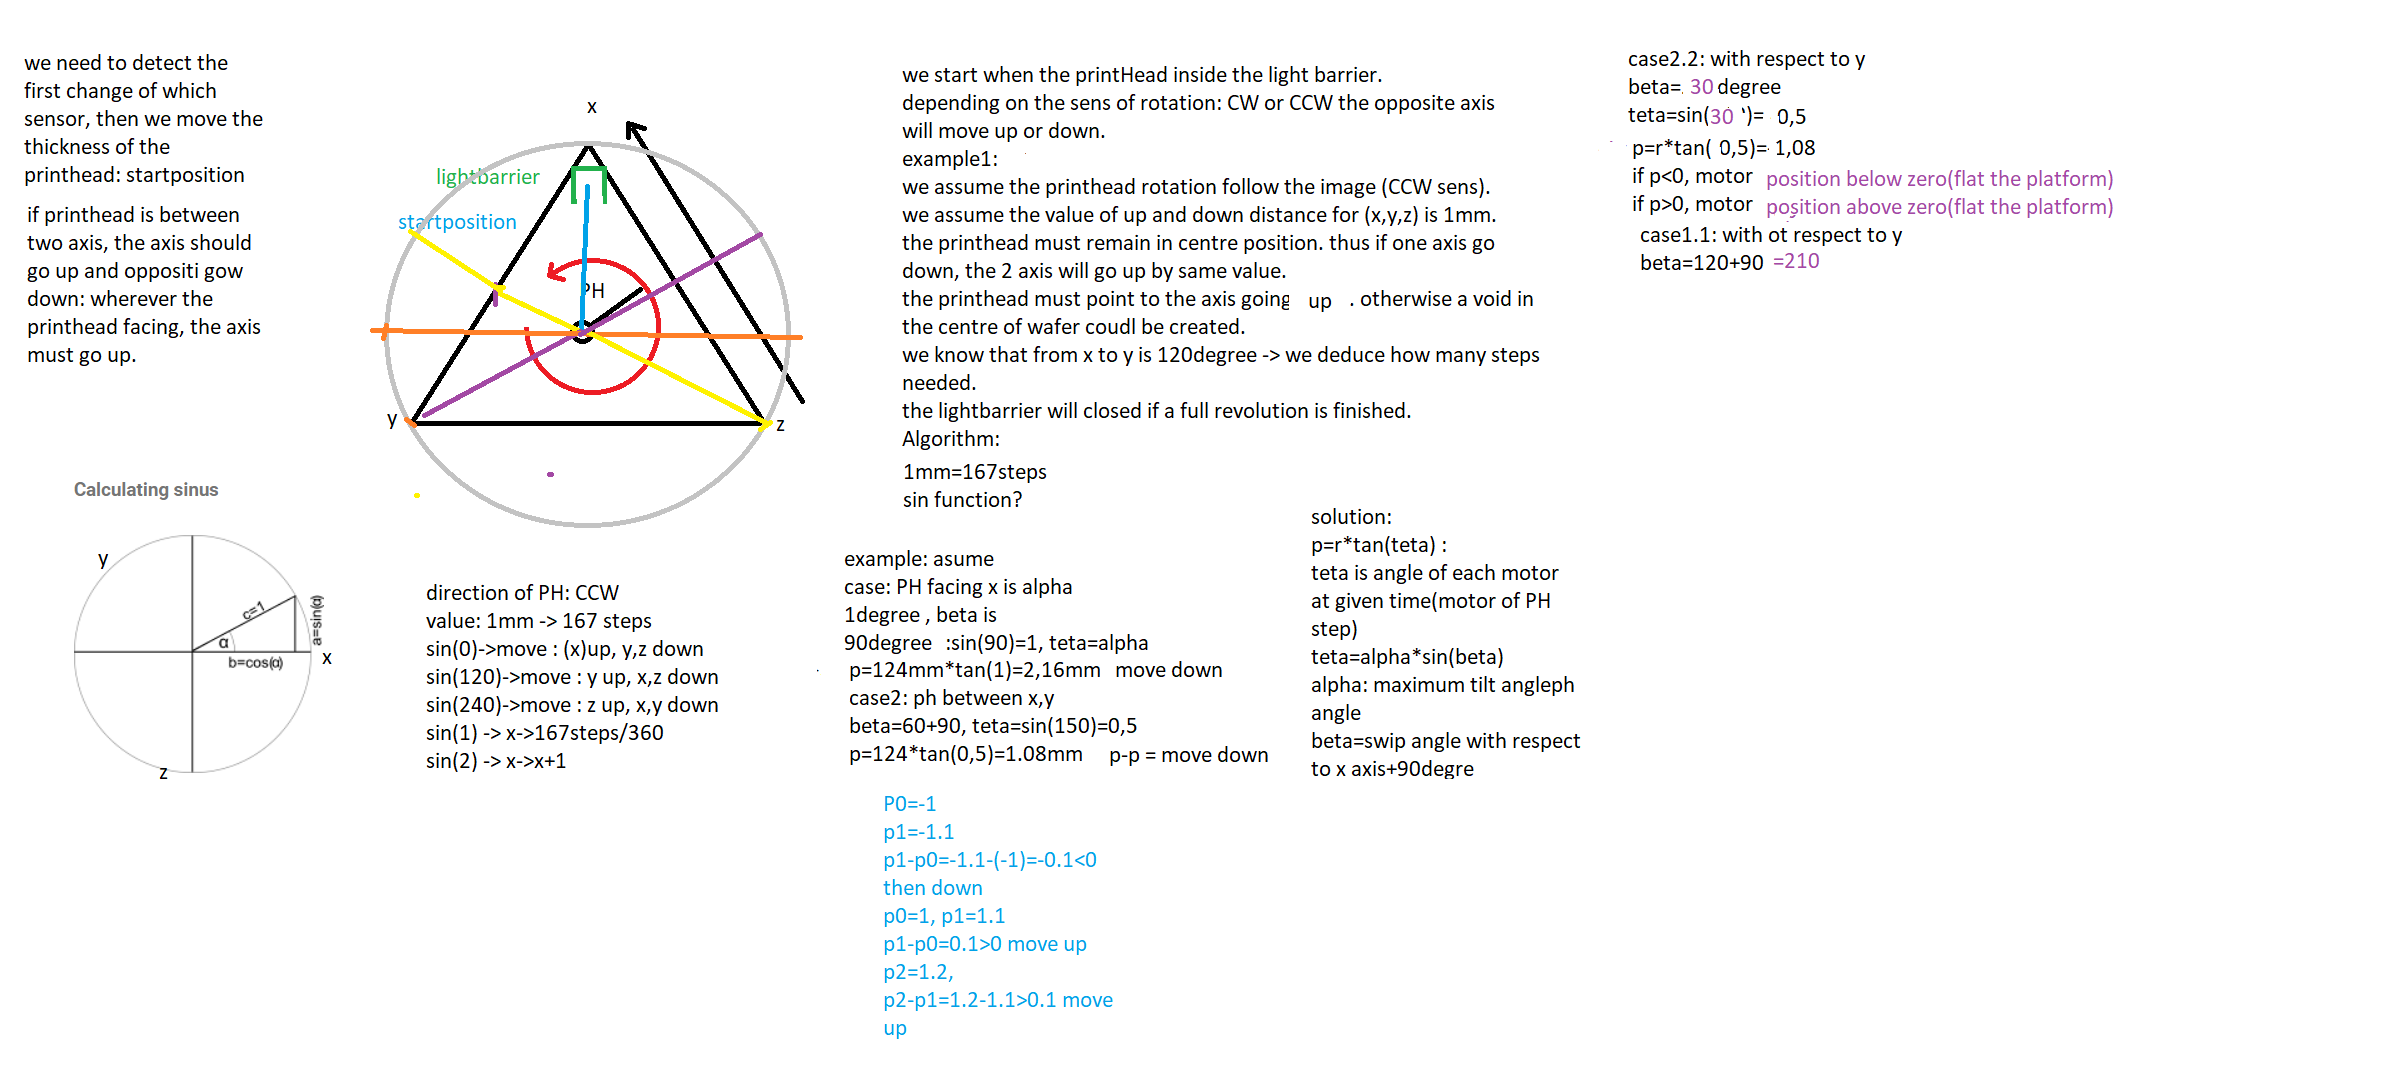 we need to detect the
first change of which
sensor, then we move the
thickness of the
printhead: startposition
if printhead is between
two axis, the axis should
go up and oppositi gow
down: wherever the
printhead facing, the axis
must go up.
x
lightbarrier
startposition
PH
y
z
Calculating sinus
y
c=1
α
a=sin(α)
b=cos(α)
x
z
direction of PH: CCW
value: 1mm -> 167 steps
sin(0)->move : (x)up, y,z down
sin(120)->move : y up, x,z down
sin(240)->move : z up, x,y down
sin(1) -> x->167steps/360
sin(2) -> x->x+1
we start when the printHead inside the light barrier.
depending on the sens of rotation: CW or CCW the opposite axis
will move up or down.
example1:
we assume the printhead rotation follow the image (CCW sens).
we assume the value of up and down distance for (x,y,z) is 1mm.
the printhead must remain in centre position. thus if one axis go
down, the 2 axis will go up by same value.
the printhead must point to the axis going up . otherwise a void in
the centre of wafer coudl be created.
we know that from x to y is 120degree -> we deduce how many steps
needed.
the lightbarrier will closed if a full revolution is finished.
Algorithm:
1mm=167steps
sin function?
example: asume
case: PH facing x is alpha
1degree , beta is
90degree :sin(90)=1, teta=alpha
p=124mm*tan(1)=2,16mm move down
case2: ph between x,y
beta=60+90, teta=sin(150)=0,5
p=124*tan(0,5)=1.08mm p-p = move down
P0=-1
p1=-1.1
p1-p0=-1.1-(-1)=-0.1<0
then down
p0=1, p1=1.1
p1-p0=0.1>0 move up
p2=1.2,
p2-p1=1.2-1.1>0.1 move
up
solution:
p=r*tan(teta) :
teta is angle of each motor
at given time(motor of PH
step)
teta=alpha*sin(beta)
alpha: maximum tilt angleph
angle
beta=swip angle with respect
to x axis+90degre
case2.2: with respect to y
beta= 30 degree
teta=sin(30 ')= 0,5
p=r*tan( 0,5)= 1,08
if p<0, motor position below zero(flat the platform)
if p>0, motor position above zero(flat the platform)
case1.1: with ot respect to y
beta=120+90 =210